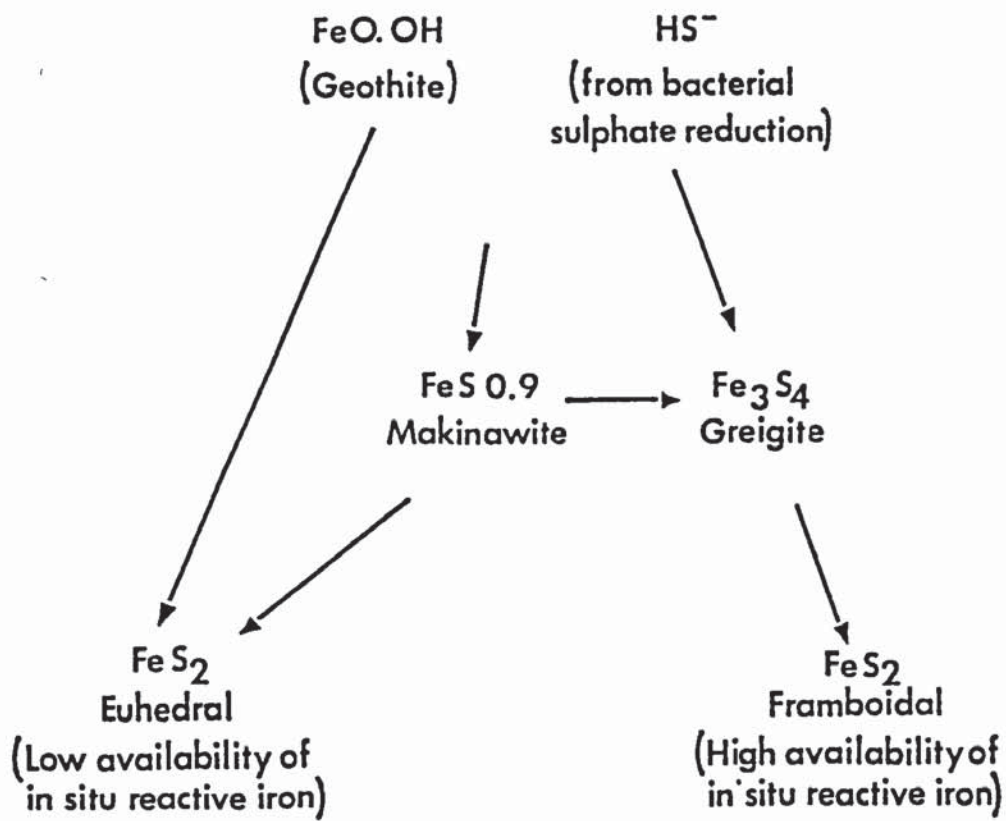 FeO.OH
(Geothite)
HS⁻
(from bacterial
sulphate reduction)
FeS 0.9
Makinawite
Fe₃S₄
Greigite
FeS₂
Euhedral
(Low availability of
in situ reactive iron)
FeS₂
Framboidal
(High availability of
in situ reactive iron)